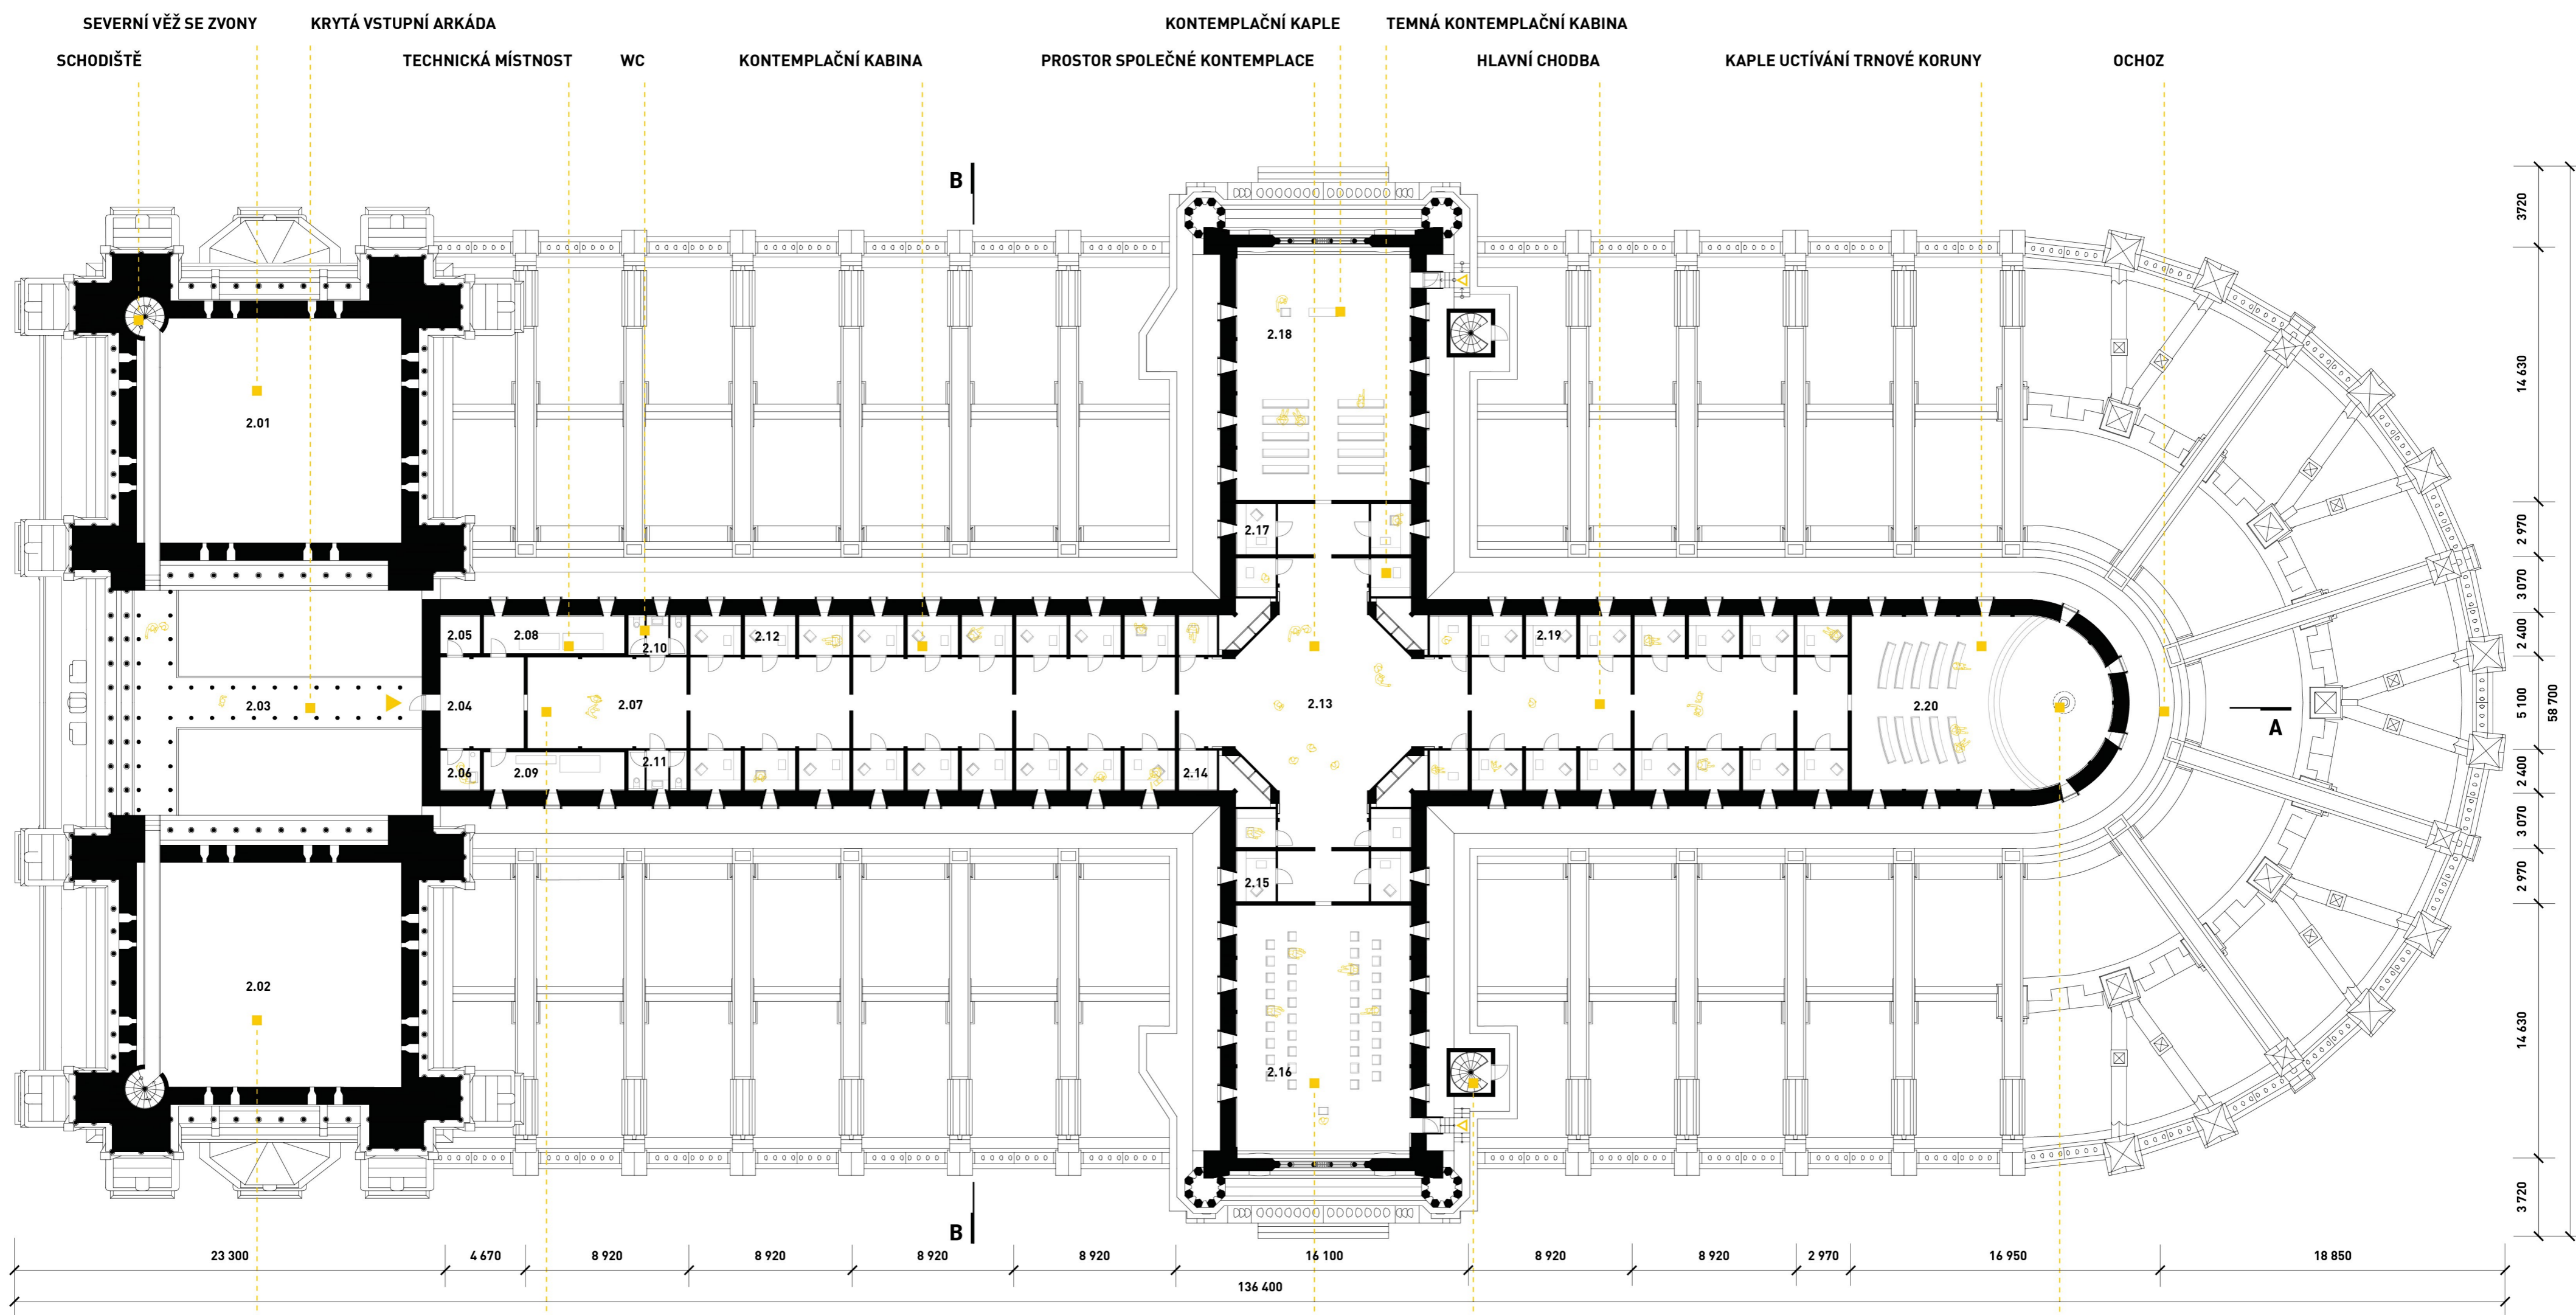 SEVERNÍ VĚŽ SE ZVONY KRYTÁ VSTUPNÍ ARKÁDA KONTEMPLAČNÍ KAPLE TEMNÁ KONTEMPLAČNÍ KABINA
SCHODIŠTĚ TECHNICKÁ MÍSTNOST WC KONTEMPLAČNÍ KABINA PROSTOR SPOLEČNÉ KONTEMPLACE HLAVNÍ CHODBA KAPLE UCTÍVÁNÍ TRNOVÉ KORUNY OCHOZ
B
3720
2.18
14 630
2.01
2.17
2 970
3 070
2.05 2.08 2.10 2.12 2.19
2 400
2.03 2.04 2.07 2.13 2.20
A
5 100
58 700
2.06 2.09 2.11 2.14
2 400
3 070
2.15
2 970
2.02
2.16
14 630
3 720
B
23 300 4 670 8 920 8 920 8 920 8 920 16 100 8 920 8 920 2 970 16 950 18 850
136 400